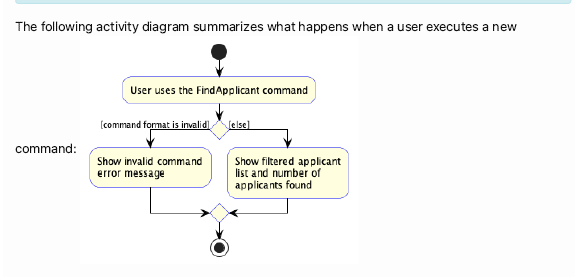 The following activity diagram summarizes what happens when a user executes a new
User uses the FindApplicant command
[command format is invalid]
[else]
command:
Show invalid command
error message
Show filtered applicant
list and number of
applicants found